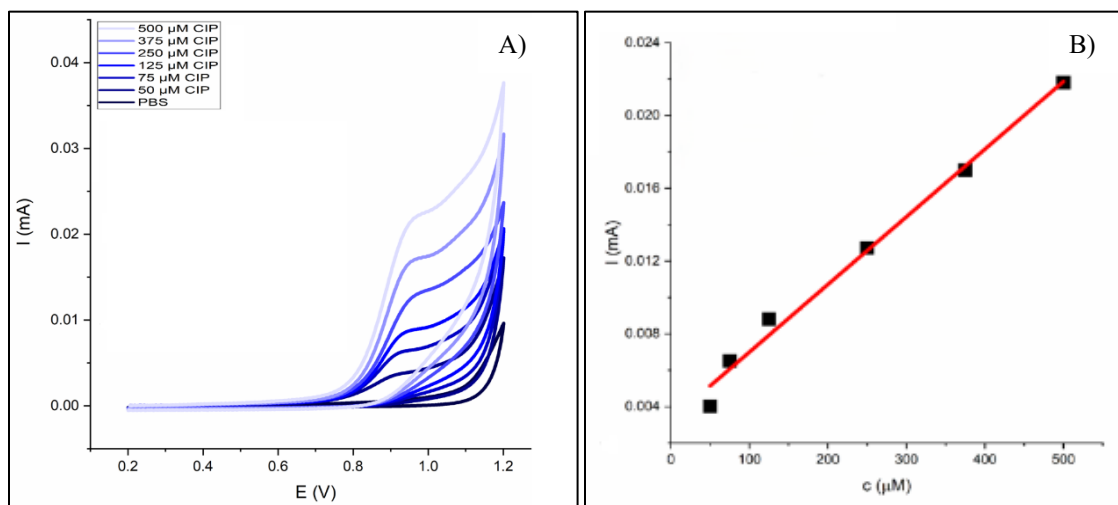 500 µM CIP
375 µM CIP
250 µM CIP
125 µM CIP
75 µM CIP
50 µM CIP
PBS
A)
0.04
0.03
0.02
0.01
0.00
I (mA)
0.2 0.4 0.6 0.8 1.0 1.2
E (V)
B)
0.024
0.020
0.016
0.012
0.008
0.004
I (mA)
0 100 200 300 400 500
c (µM)